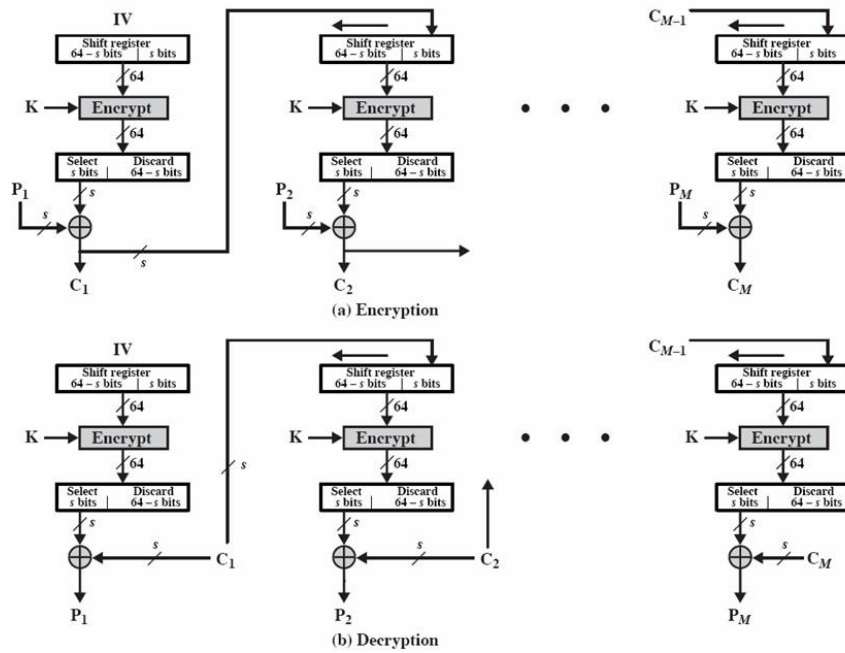 IV
C_{M–1}
Shift register
64 – s bits | s bits
Shift register
64 – s bits | s bits
Shift register
64 – s bits | s bits
64
64
64
K
Encrypt
K
Encrypt
• • •
K
Encrypt
64
64
64
Select Discard
s bits | 64 – s bits
Select Discard
s bits | 64 – s bits
Select Discard
s bits | 64 – s bits
P₁
s
P₂
s
P_M
s
s
s
s
s
C₁
C₂
C_M
(a) Encryption
IV
C_{M–1}
Shift register
64 – s bits | s bits
Shift register
64 – s bits | s bits
Shift register
64 – s bits | s bits
64
64
64
K
Encrypt
K
Encrypt
• • •
K
Encrypt
64
s
64
64
Select Discard
s bits | 64 – s bits
Select Discard
s bits | 64 – s bits
Select Discard
s bits | 64 – s bits
s
s
s
s
C₁
s
C₂
s
C_M
P₁
P₂
P_M
(b) Decryption